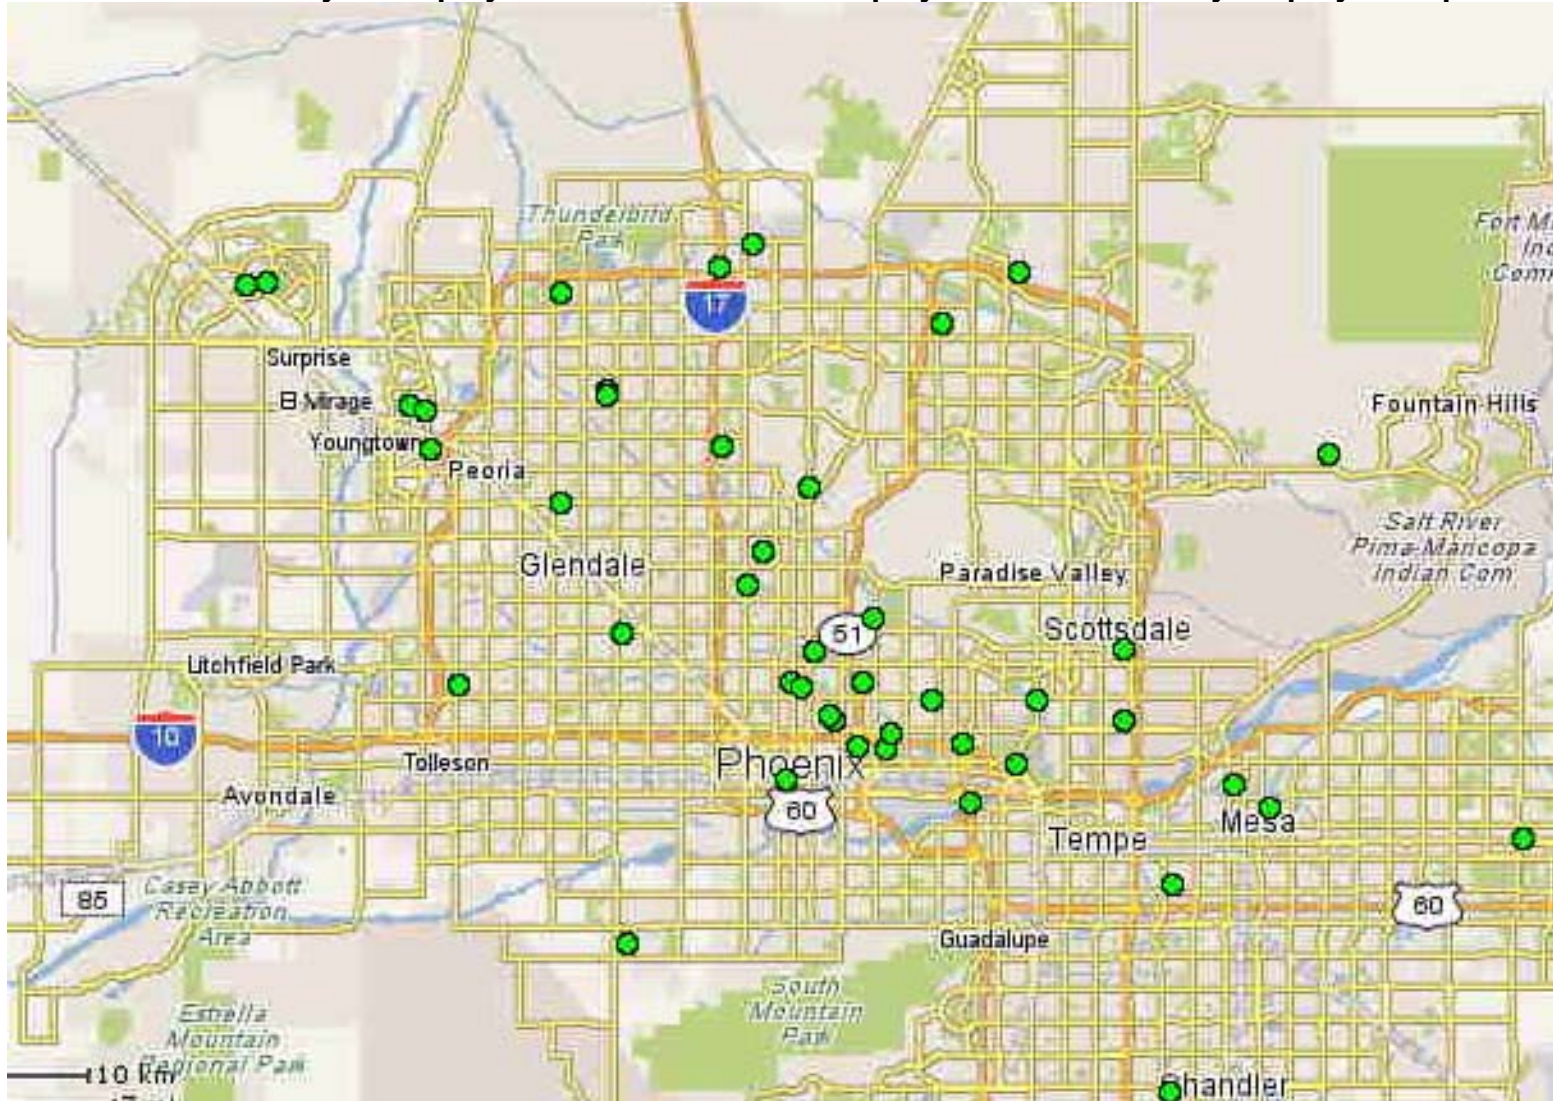 Thunderbird
Park
17
Fort M
Ind
Com
Surprise
El Mirage
Fountain Hills
Youngtown
Peoria
Salt River
Pima-Maricopa
Indian Com
Glendale
Paradise Valley
51
Scottsdale
Litchfield Park
10
Tolleson
Phoenix
Avondale
60
Mesa
Tempe
85
Casey Abbott
Recreation
Area
60
Guadalupe
South
Mountain
Park
Estrella
Mountain
Regional Park
10 km
Chandler